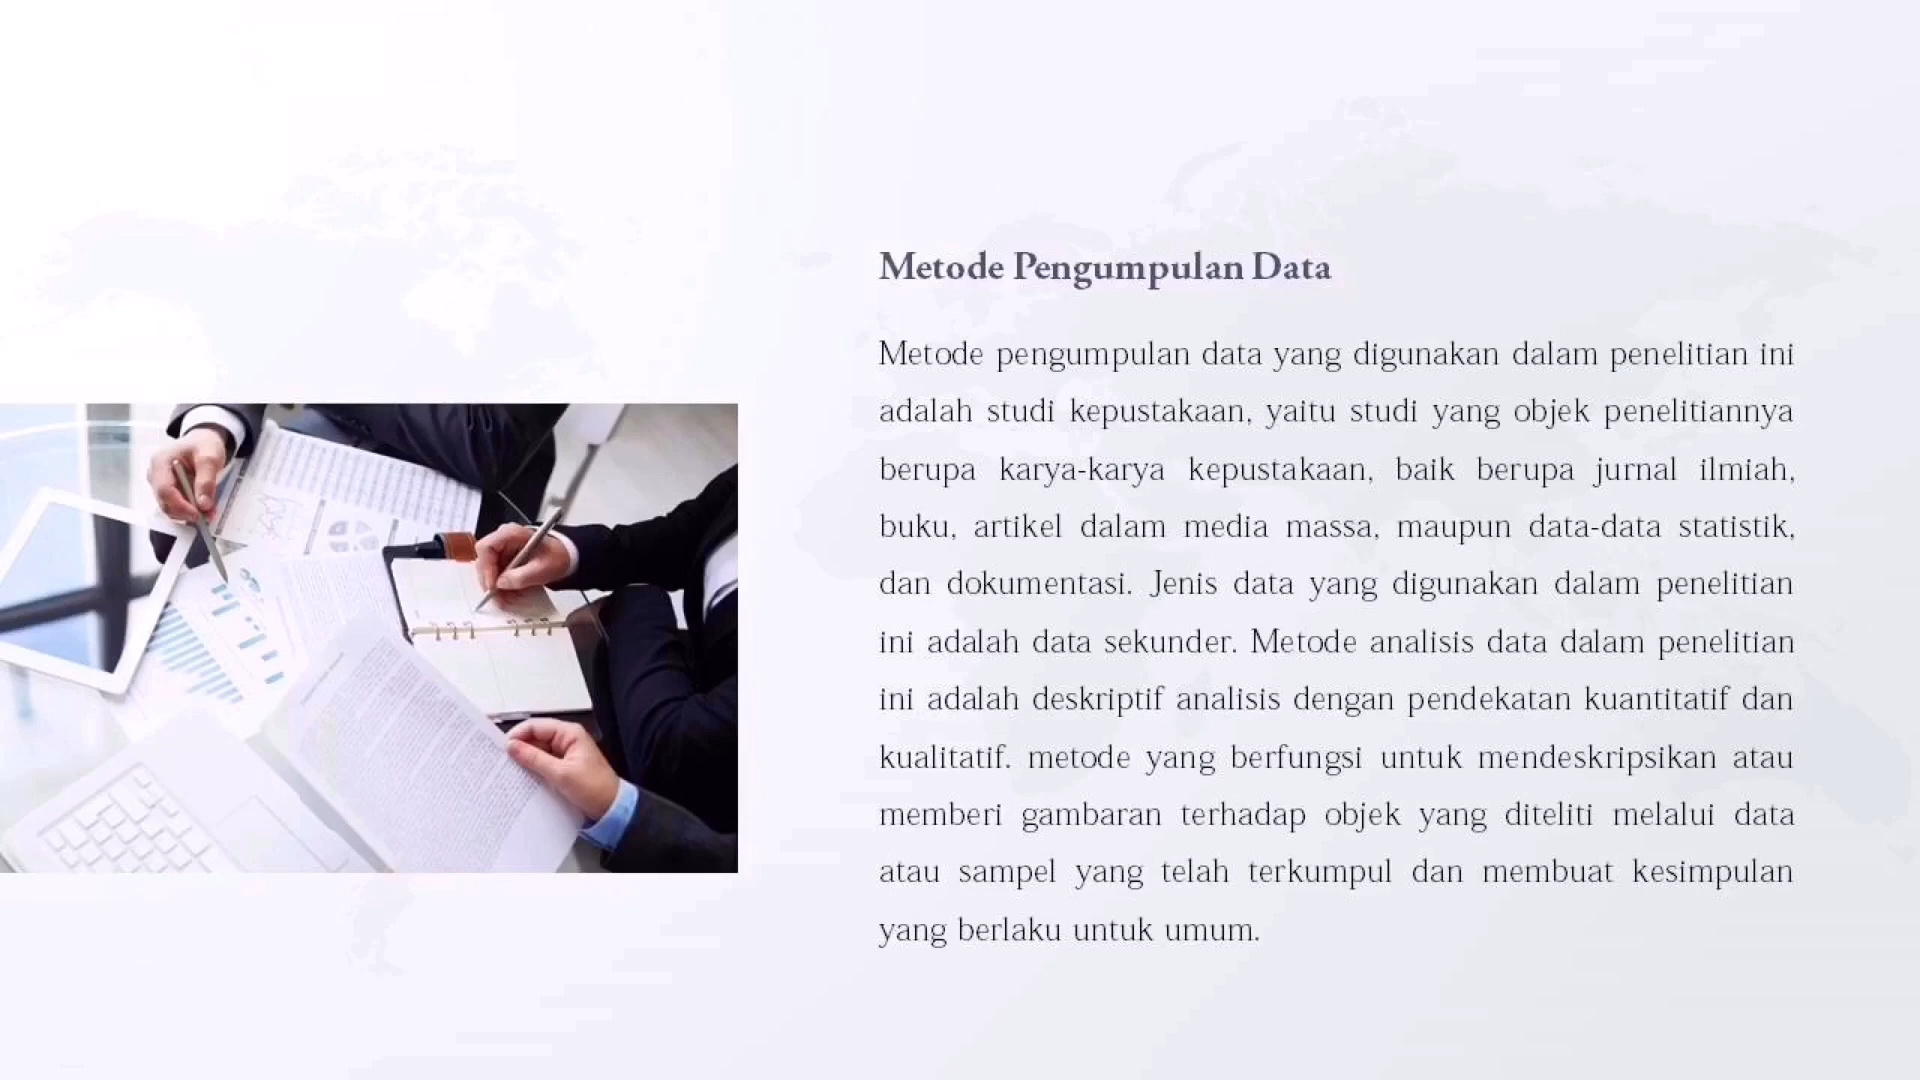 Metode Pengumpulan Data
Metode pengumpulan data yang digunakan dalam penelitian ini
adalah studi kepustakaan, yaitu studi yang objek penelitiannya
berupa karya-karya kepustakaan, baik berupa jurnal ilmiah,
buku, artikel dalam media massa, maupun data-data statistik,
dan dokumentasi. Jenis data yang digunakan dalam penelitian
ini adalah data sekunder. Metode analisis data dalam penelitian
ini adalah deskriptif analisis dengan pendekatan kuantitatif dan
kualitatif. metode yang berfungsi untuk mendeskripsikan atau
memberi gambaran terhadap objek yang diteliti melalui data
atau sampel yang telah terkumpul dan membuat kesimpulan
yang berlaku untuk umum.